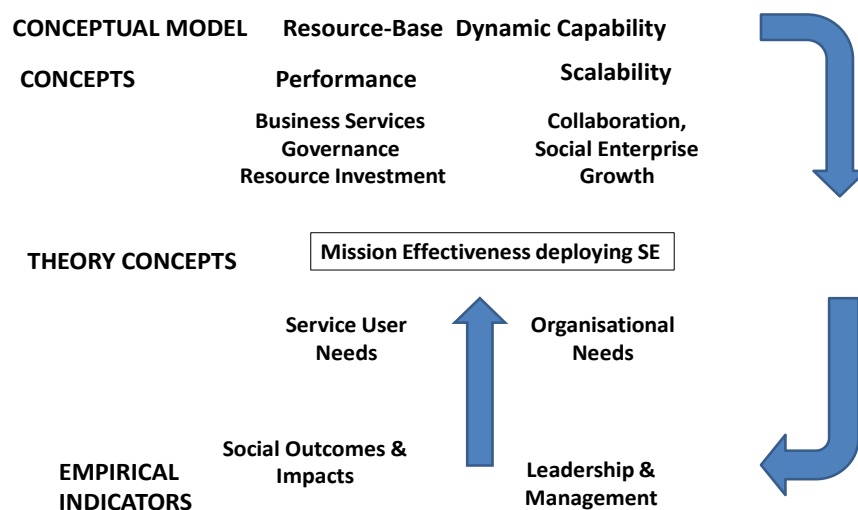 CONCEPTUAL MODEL Resource-Base Dynamic Capability
CONCEPTS Performance Scalability
Business Services
Governance
Resource Investment
Collaboration,
Social Enterprise
Growth
THEORY CONCEPTS Mission Effectiveness deploying SE
Service User
Needs
Organisational
Needs
EMPIRICAL
INDICATORS
Social Outcomes &
Impacts
Leadership &
Management